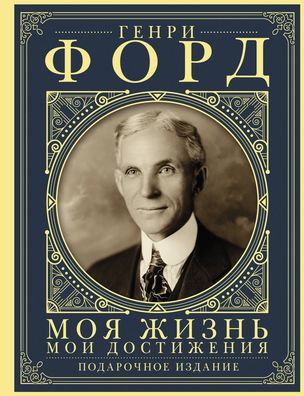 ГЕНРИ
ФОРД
МОЯ ЖИЗНЬ
МОИ ДОСТИЖЕНИЯ
ПОДАРОЧНОЕ ИЗДАНИЕ